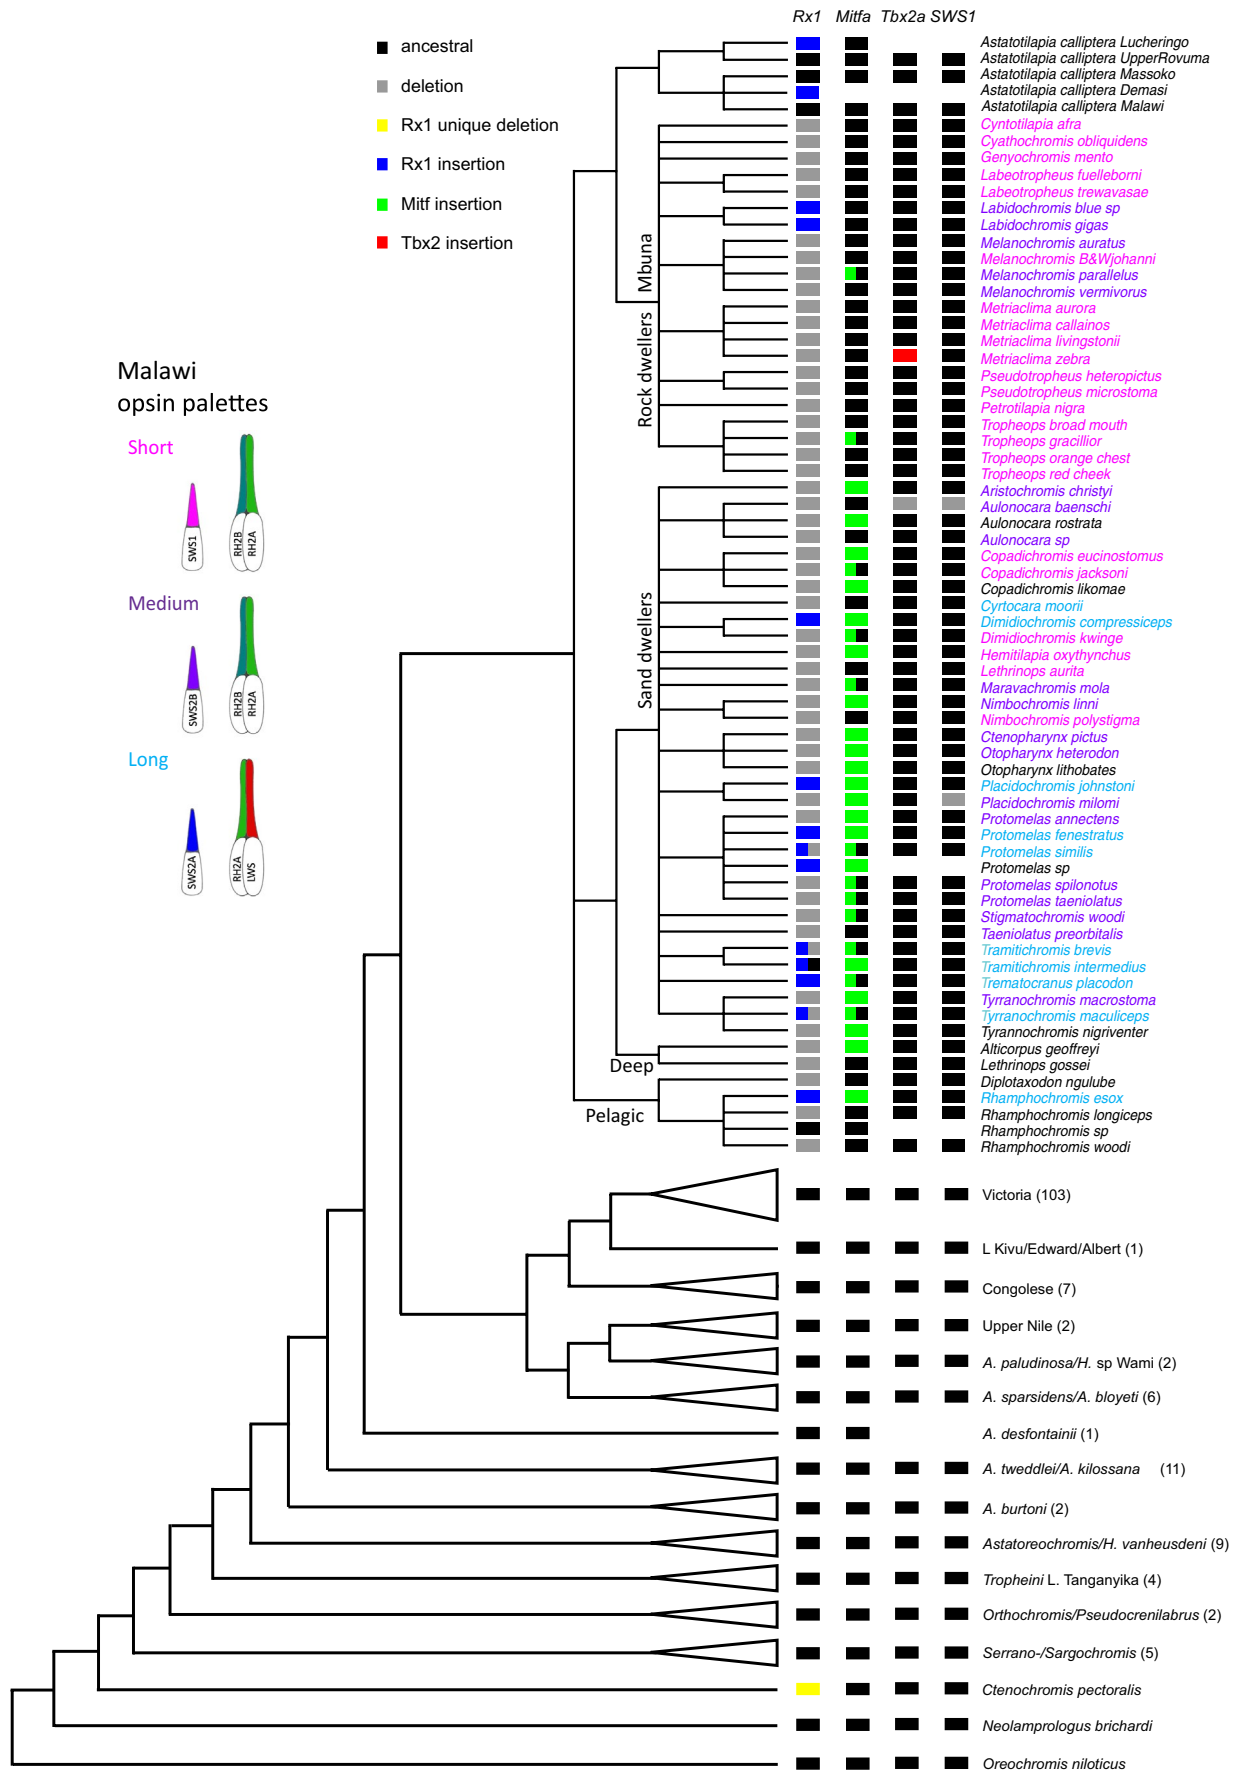 Rx1 Mitfa Tbx2a SWS1
ancestral
deletion
Rx1 unique deletion
Rx1 insertion
Mitf insertion
Tbx2 insertion
Malawi
opsin palettes
Short
SWS1
RH2B
RH2A
Medium
SWS2B
RH2B
RH2A
Long
SWS2A
RH2A
LWS
Mbuna
Rock dwellers
Sand dwellers
Deep
Pelagic
Astatotilapia calliptera Lucheringo
Astatotilapia calliptera UpperRovuma
Astatotilapia calliptera Massoko
Astatotilapia calliptera Demasi
Astatotilapia calliptera Malawi
Cyntotilapia afra
Cyathochromis obliquidens
Genyochromis mento
Labeotropheus fuelleborni
Labeotropheus trewavasae
Labidochromis blue sp
Labidochromis gigas
Melanochromis auratus
Melanochromis B&Wjohanni
Melanochromis parallelus
Melanochromis vermivorus
Metriaclima aurora
Metriaclima callainos
Metriaclima livingstonii
Metriaclima zebra
Pseudotropheus heteropictus
Pseudotropheus microstoma
Petrotilapia nigra
Tropheops broad mouth
Tropheops gracillior
Tropheops orange chest
Tropheops red cheek
Aristochromis christyi
Aulonocara baenschi
Aulonocara rostrata
Aulonocara sp
Copadichromis eucinostomus
Copadichromis jacksoni
Copadichromis likomae
Cyrtocara moorii
Dimidiochromis compressiceps
Dimidiochromis kwinge
Hemitilapia oxythynchus
Lethrinops aurita
Maravachromis mola
Nimbochromis linni
Nimbochromis polystigma
Ctenopharynx pictus
Otopharynx heterodon
Otopharynx lithobates
Placidochromis johnstoni
Placidochromis milomi
Protomelas annectens
Protomelas fenestratus
Protomelas similis
Protomelas sp
Protomelas spilonotus
Protomelas taeniolatus
Stigmatochromis woodi
Taeniolatus preorbitalis
Tramitichromis brevis
Tramitichromis intermedius
Trematocranus placodon
Tyrranochromis macrostoma
Tyrranochromis maculiceps
Tyrannochromis nigriventer
Alticorpus geoffreyi
Lethrinops gossei
Diplotaxodon ngulube
Rhamphochromis esox
Rhamphochromis longiceps
Rhamphochromis sp
Rhamphochromis woodi
Victoria (103)
L Kivu/Edward/Albert (1)
Congolese (7)
Upper Nile (2)
A. paludinosa/H. sp Wami (2)
A. sparsidens/A. bloyeti (6)
A. desfontainii (1)
A. tweddlei/A. kilossana (11)
A. burtoni (2)
Astatoreochromis/H. vanheusdeni (9)
Tropheini L. Tanganyika (4)
Orthochromis/Pseudocrenilabrus (2)
Serrano-/Sargochromis (5)
Ctenochromis pectoralis
Neolamprologus brichardi
Oreochromis niloticus